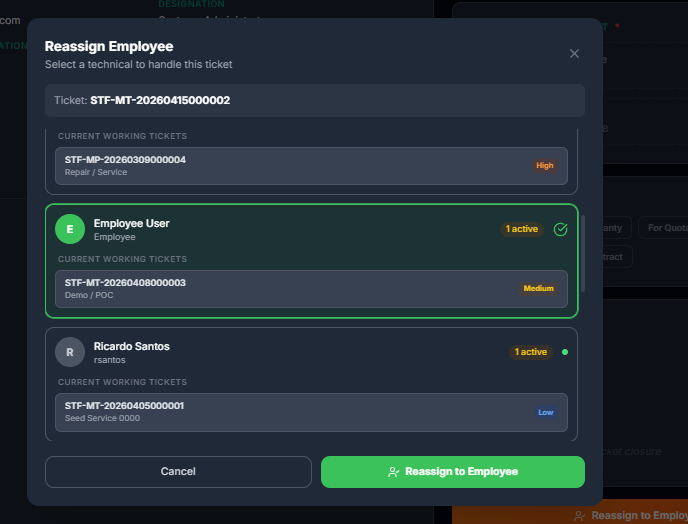 DESIGNATION
com
Reassign Employee
Select a technical to handle this ticket
Ticket: STF-MT-20260415000002
CURRENT WORKING TICKETS
STF-MP-20260309000004
High
Repair / Service
E
Employee User
Employee
1 active
CURRENT WORKING TICKETS
STF-MT-20260408000003
Medium
Demo / POC
R
Ricardo Santos
rsantos
1 active
CURRENT WORKING TICKETS
STF-MT-20260405000001
Low
Seed Service 0000
Cancel
Reassign to Employee
anty
For Quota
tract
cket closure
Reassign to Employ